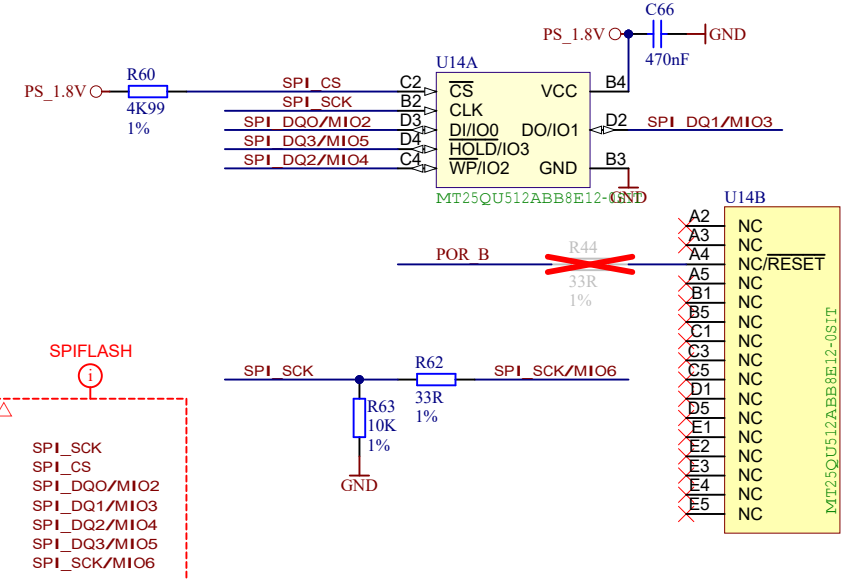 C66
PS_1.8V
GND
470nF
U14A
R60
PS_1.8V
4K99
1%
SPI_CS
SPI_SCK
SPI_DQ0/MIO2
SPI_DQ3/MIO5
SPI_DQ2/MIO4
C2
B2
D3
D4
C4
CS
CLK
DI/IO0
HOLD/IO3
WP/IO2
VCC
DO/IO1
GND
B4
D2
B3
SPI_DQ1/MIO3
GND
MT25QU512ABB8E12-0SIT
U14B
A2 NC
A3 NC
A4 NC/RESET
A5 NC
B1 NC
B5 NC
C1 NC
C3 NC
C5 NC
D1 NC
D5 NC
E1 NC
E2 NC
E3 NC
E4 NC
E5 NC
MT25QU512ABB8E12-0SIT
POR_B
R44
33R
1%
SPI_SCK
R62
33R
1%
SPI_SCK/MIO6
R63
10K
1%
GND
SPIFLASH
i
SPI_SCK
SPI_CS
SPI_DQ0/MIO2
SPI_DQ1/MIO3
SPI_DQ2/MIO4
SPI_DQ3/MIO5
SPI_SCK/MIO6